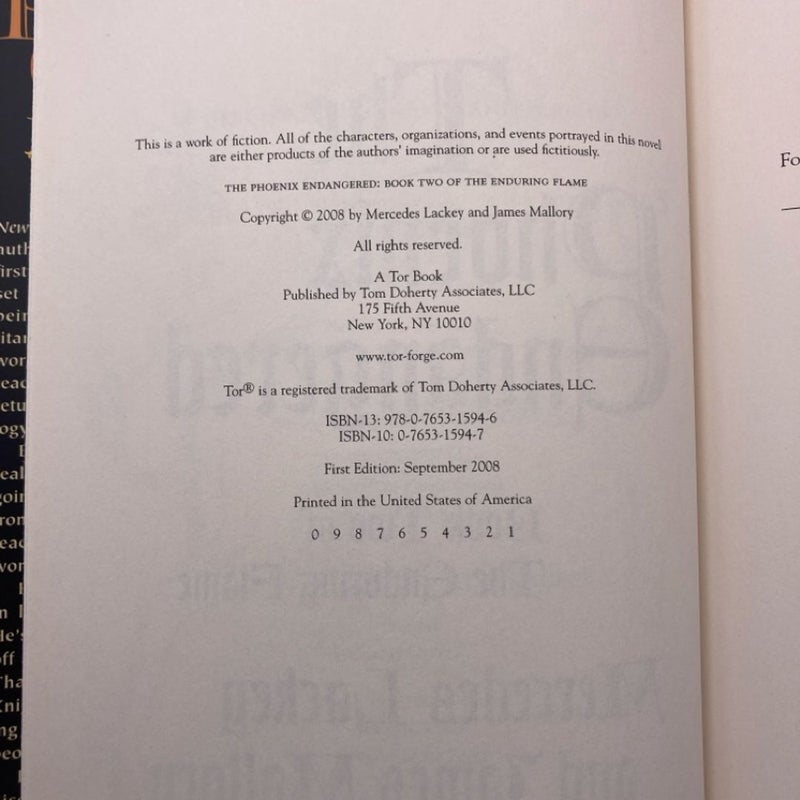 This is a work of fiction. All of the characters, organizations, and events portrayed in this novel
are either products of the authors' imagination or are used fictitiously.
THE PHOENIX ENDANGERED: BOOK TWO OF THE ENDURING FLAME
Copyright © 2008 by Mercedes Lackey and James Mallory
All rights reserved.
A Tor Book
Published by Tom Doherty Associates, LLC
175 Fifth Avenue
New York, NY 10010
www.tor-forge.com
Tor® is a registered trademark of Tom Doherty Associates, LLC.
ISBN-13: 978-0-7653-1594-6
ISBN-10: 0-7653-1594-7
First Edition: September 2008
Printed in the United States of America
0 9 8 7 6 5 4 3 2 1